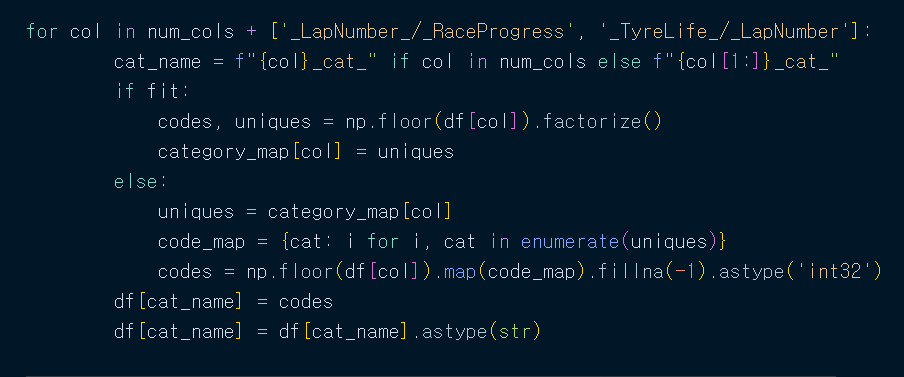 for col in num_cols + ['_LapNumber_/_RaceProgress', '_TyreLife_/_LapNumber']:
        cat_name = f"{col}_cat_" if col in num_cols else f"{col[1:]}_cat_"
        if fit:
            codes, uniques = np.floor(df[col]).factorize()
            category_map[col] = uniques
        else:
            uniques = category_map[col]
            code_map = {cat: i for i, cat in enumerate(uniques)}
            codes = np.floor(df[col]).map(code_map).fillna(-1).astype('int32')
        df[cat_name] = codes
        df[cat_name] = df[cat_name].astype(str)